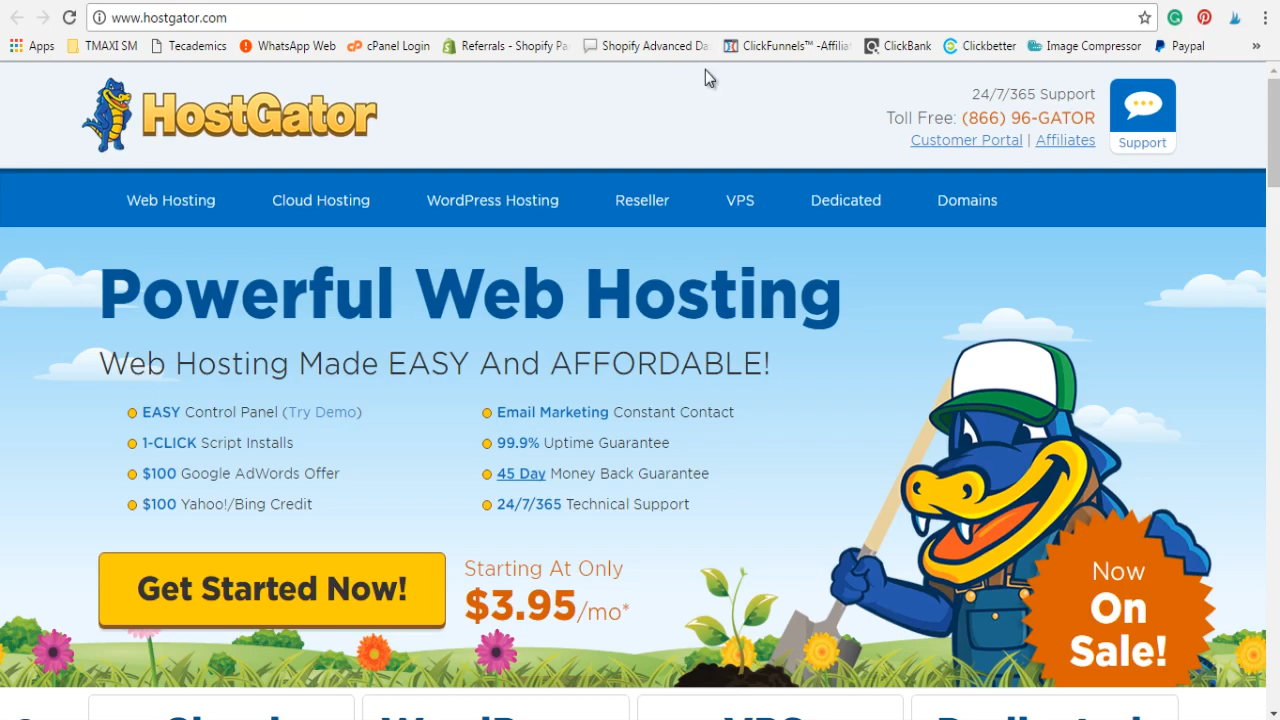 www.hostgator.com
Apps TMAXI SM Tecademics WhatsApp Web cPanel Login Referrals - Shopify Pa Shopify Advanced Da ClickFunnels™ -Affilia ClickBank Clickbetter Image Compressor Paypal »
HostGator
24/7/365 Support
Toll Free: (866) 96-GATOR
Customer Portal | Affiliates
Support
Web Hosting Cloud Hosting WordPress Hosting Reseller VPS Dedicated Domains
Powerful Web Hosting
Web Hosting Made EASY And AFFORDABLE!
EASY Control Panel (Try Demo)
1-CLICK Script Installs
$100 Google AdWords Offer
$100 Yahoo!/Bing Credit
Email Marketing Constant Contact
99.9% Uptime Guarantee
45 Day Money Back Guarantee
24/7/365 Technical Support
Get Started Now!
Starting At Only
$3.95/mo*
Now
On
Sale!